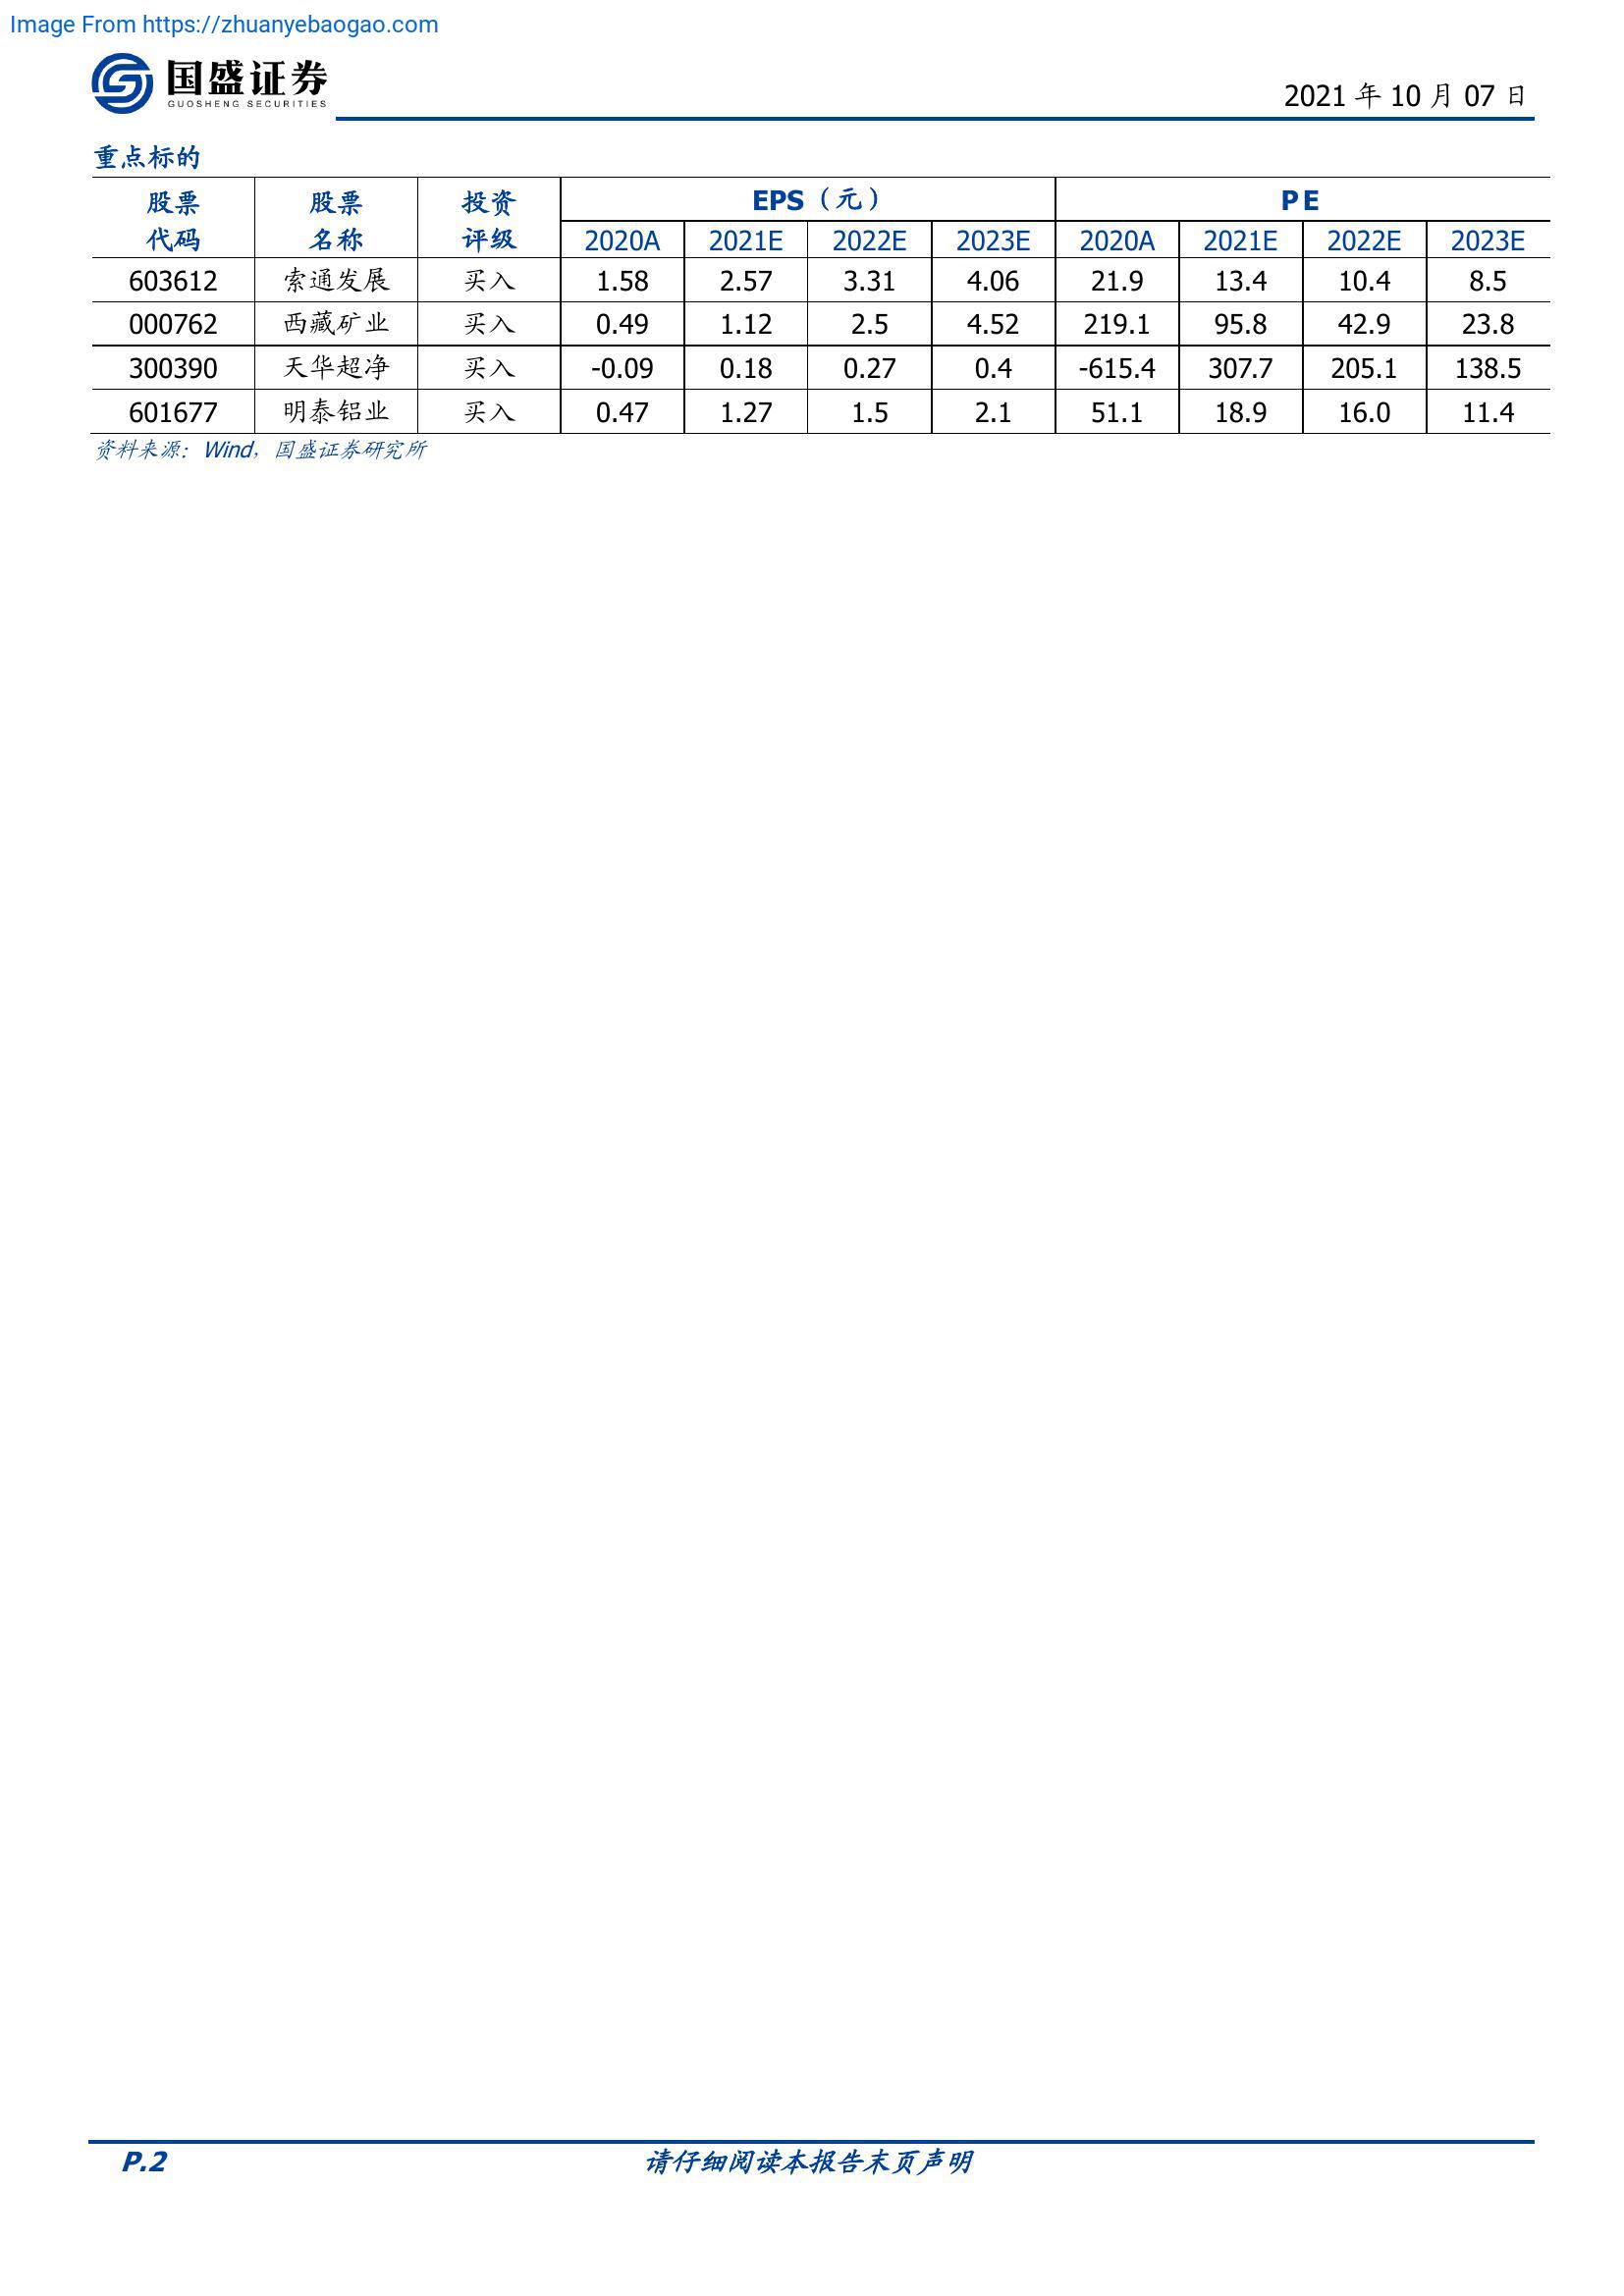 Image From https://zhuanyebaogao.com
国盛证券
GUOSHENG SECURITIES
2021 年 10 月 07 日
重点标的
股票 股票 投资 EPS（元） PE
代码 名称 评级 2020A 2021E 2022E 2023E 2020A 2021E 2022E 2023E
603612 索通发展 买入 1.58 2.57 3.31 4.06 21.9 13.4 10.4 8.5
000762 西藏矿业 买入 0.49 1.12 2.5 4.52 219.1 95.8 42.9 23.8
300390 天华超净 买入 -0.09 0.18 0.27 0.4 -615.4 307.7 205.1 138.5
601677 明泰铝业 买入 0.47 1.27 1.5 2.1 51.1 18.9 16.0 11.4
资料来源：Wind，国盛证券研究所
P.2 请仔细阅读本报告末页声明